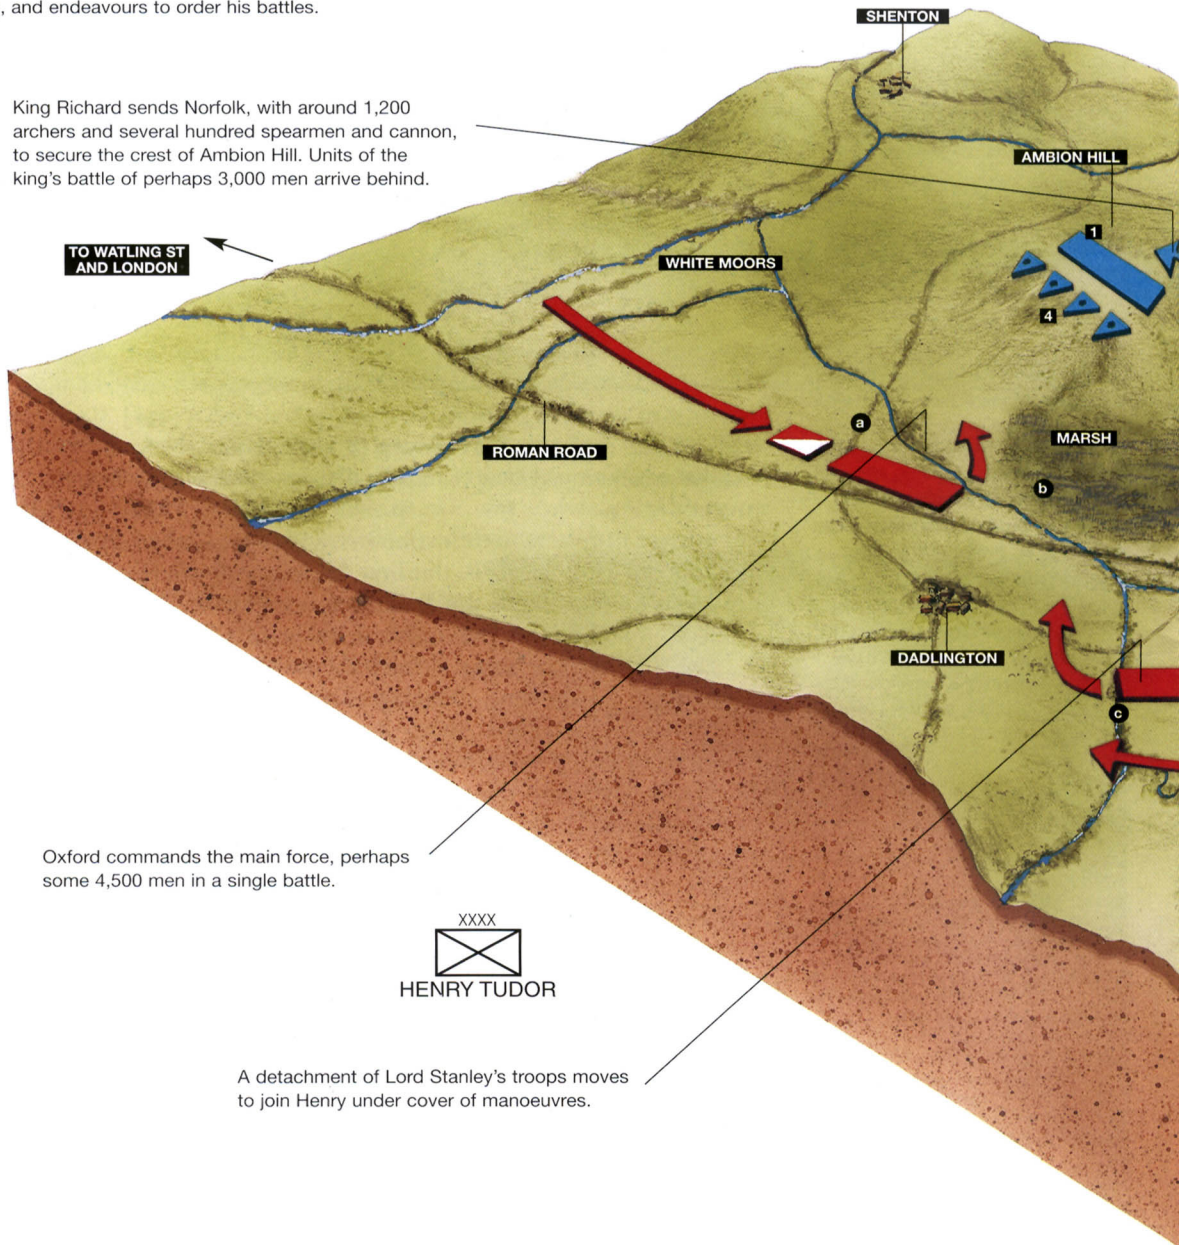 , and endeavours to order his battles.
SHENTON
King Richard sends Norfolk, with around 1,200
archers and several hundred spearmen and cannon,
to secure the crest of Ambion Hill. Units of the
king's battle of perhaps 3,000 men arrive behind.
AMBION HILL
1
TO WATLING ST
AND LONDON
WHITE MOORS
4
a
MARSH
ROMAN ROAD
b
DADLINGTON
c
Oxford commands the main force, perhaps
some 4,500 men in a single battle.
XXXX
HENRY TUDOR
A detachment of Lord Stanley's troops moves
to join Henry under cover of manoeuvres.